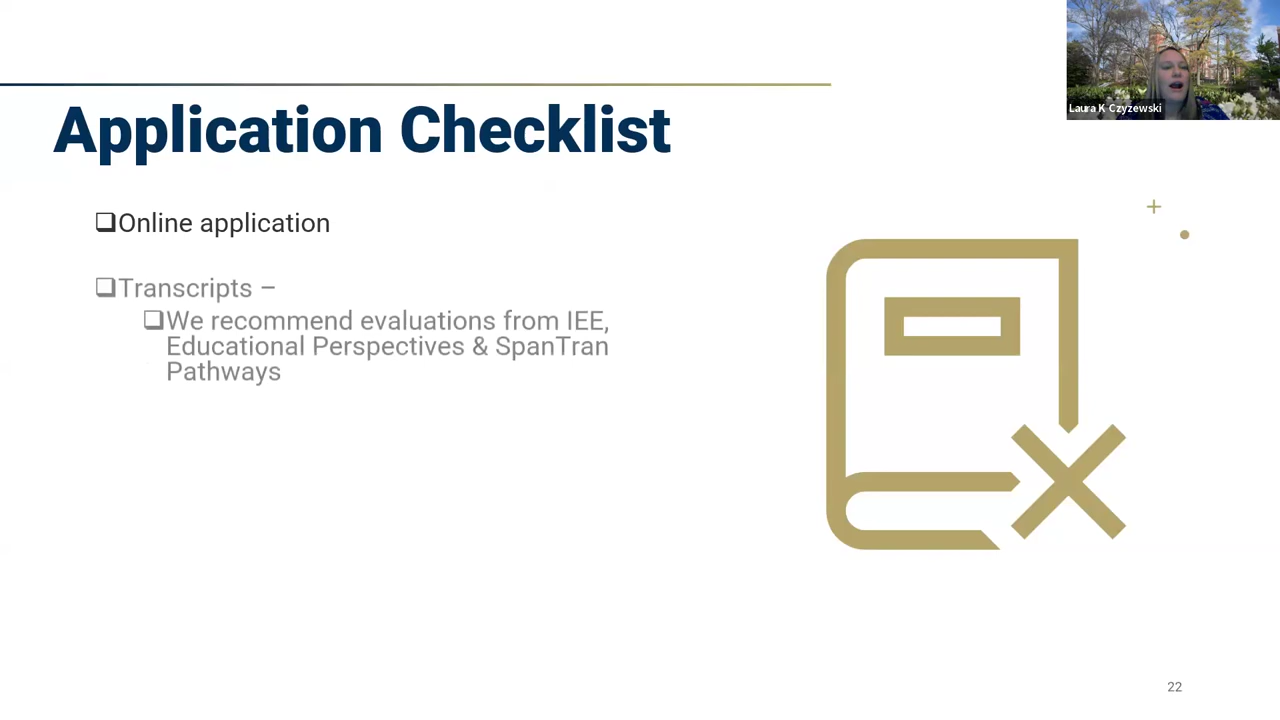 Laura K Czyzewski
Application Checklist
❑Online application
❑Transcripts –
❑We recommend evaluations from IEE,
Educational Perspectives & SpanTran
Pathways
22